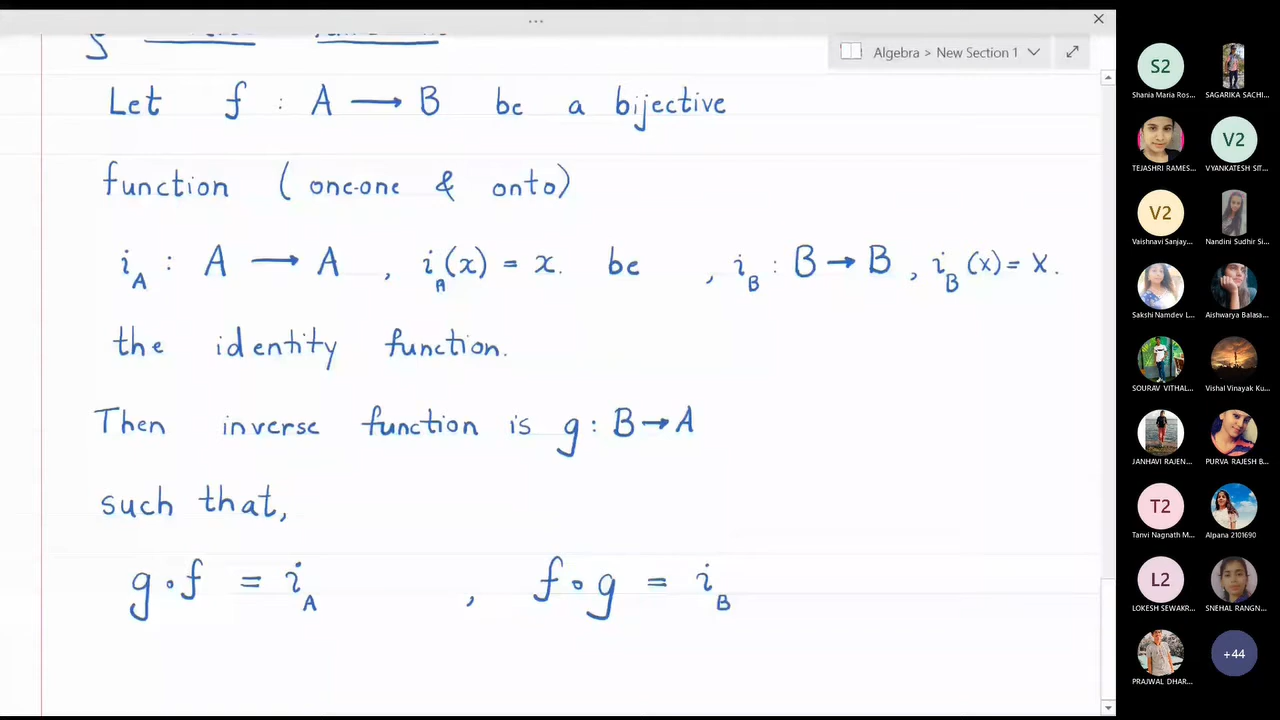 Algebra > New Section 1
Let f : A → B be a bijective
function ( one-one & onto)
i_A : A → A , i_A(x) = x. be , i_B : B → B , i_B (x) = x.
the identity function.
Then inverse function is g : B → A
such that,
g∘f = i_A , f∘g = i_B
S2
Shania Maria Ros...
SAGARIKA SACHI...
TEJASHRI RAMES...
V2
VYANKATESH SIT...
V2
Vaishnavi Sanjay...
Nandini Sudhir Si...
Sakshi Namdev L...
Aishwarya Balasa...
SOURAV VITHAL...
Vishal Vinayak Ku...
JANHAVI RAJEN...
PURVA RAJESH B...
T2
Tanvi Nagnath M...
Alpana 2101690
L2
LOKESH SEWAKR...
SNEHAL RANGN...
PRAJWAL DHAR...
+44